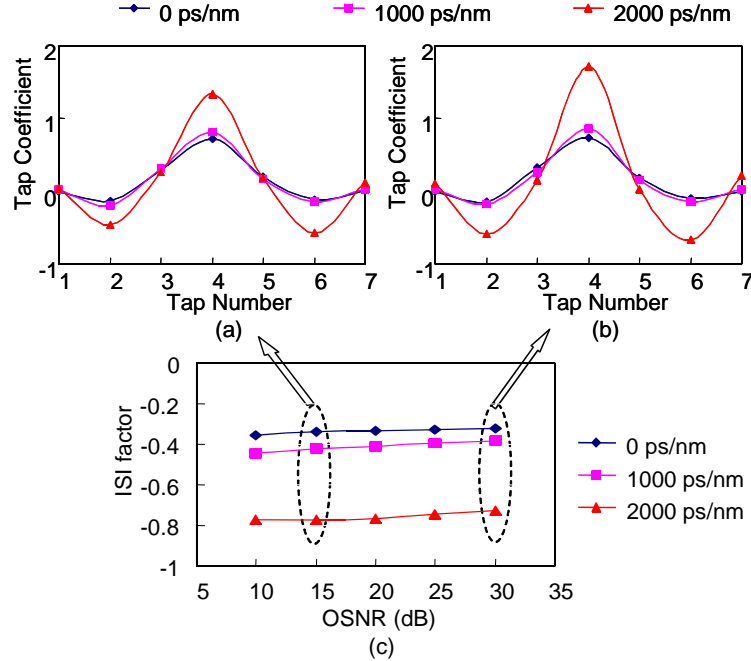 0 ps/nm 1000 ps/nm 2000 ps/nm
2
1
0
-1
Tap Coefficient
1 2 3 4 5 6 7
Tap Number
(a)
2
1
0
-1
Tap Coefficient
1 2 3 4 5 6 7
Tap Number
(b)
0
-0.2
-0.4
-0.6
-0.8
-1
ISI factor
5 10 15 20 25 30 35
OSNR (dB)
(c)
0 ps/nm
1000 ps/nm
2000 ps/nm